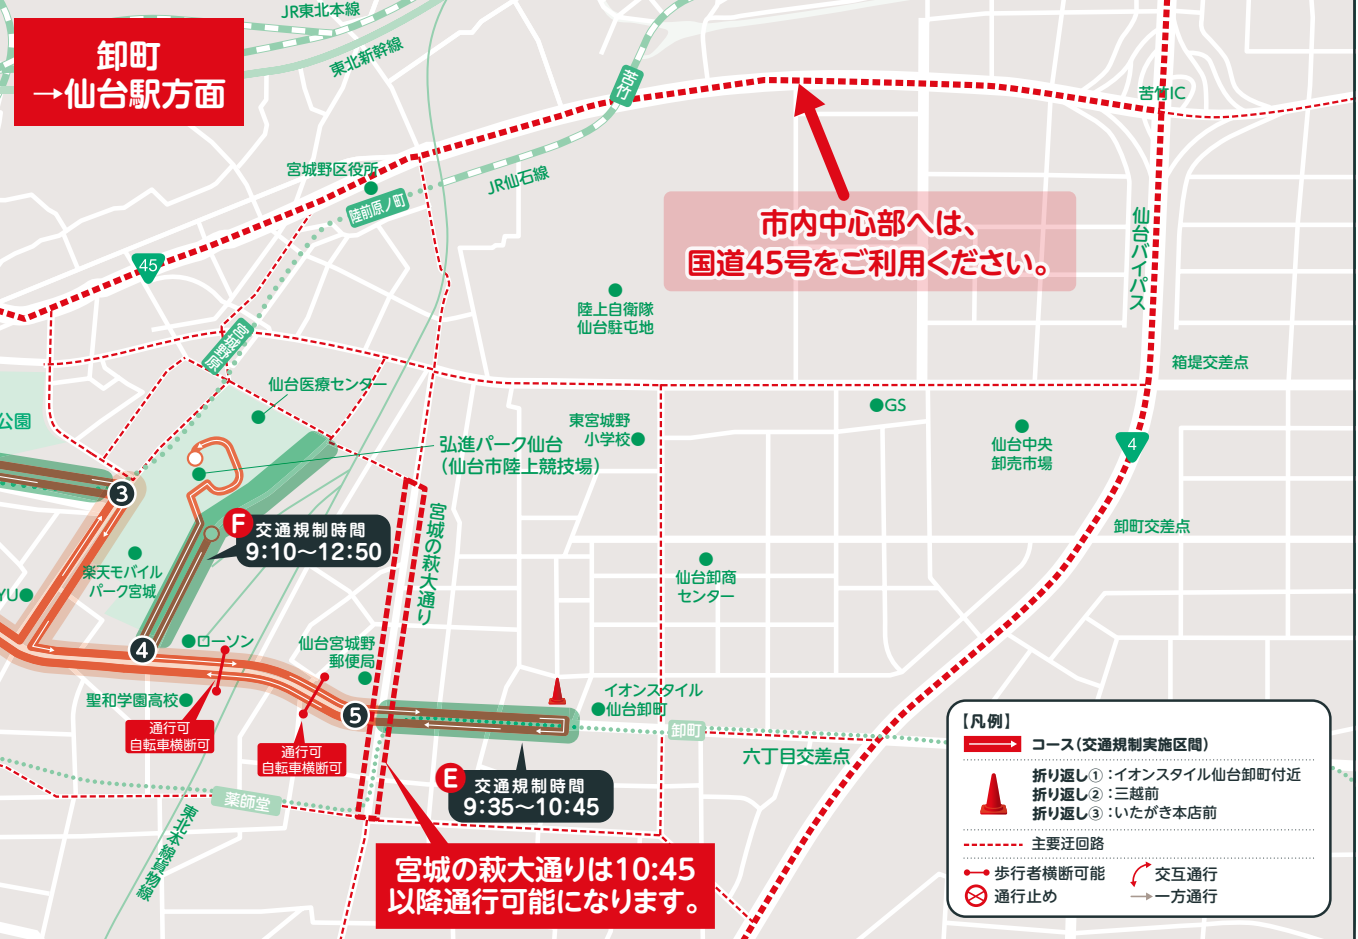 卸町
→仙台駅方面
JR東北本線
東北新幹線
苦竹
苦竹IC
宮城野区役所
陸前原ノ町
JR仙石線
市内中心部へは、
国道45号をご利用ください。
仙台バイパス
45
陸上自衛隊
仙台駐屯地
宮城野原
箱堤交差点
仙台医療センター
公園
東宮城野
小学校
GS
仙台中央
卸売市場
4
弘進パーク仙台
(仙台市陸上競技場)
3
宮城の萩大通り
F
交通規制時間
9:10～12:50
卸町交差点
楽天モバイル
パーク宮城
YU
仙台卸商
センター
4
ローソン
仙台宮城野
郵便局
聖和学園高校
イオンスタイル
仙台卸町
5
通行可
自転車横断可
通行可
自転車横断可
卸町
六丁目交差点
E
交通規制時間
9:35～10:45
薬師堂
東北本線貨物線
宮城の萩大通りは10:45
以降通行可能になります。
【凡例】
コース(交通規制実施区間)
折り返し①：イオンスタイル仙台卸町付近
折り返し②：三越前
折り返し③：いたがき本店前
主要迂回路
歩行者横断可能
交互通行
通行止め
一方通行